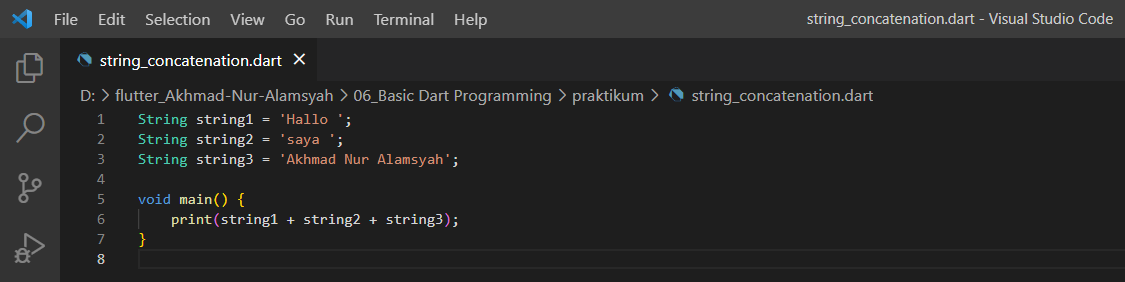 File Edit Selection View Go Run Terminal Help string_concatenation.dart - Visual Studio Code
string_concatenation.dart
D: > flutter_Akhmad-Nur-Alamsyah > 06_Basic Dart Programming > praktikum > string_concatenation.dart
1 String string1 = 'Hallo ';
2 String string2 = 'saya ';
3 String string3 = 'Akhmad Nur Alamsyah';
4
5 void main() {
6     print(string1 + string2 + string3);
7 }
8